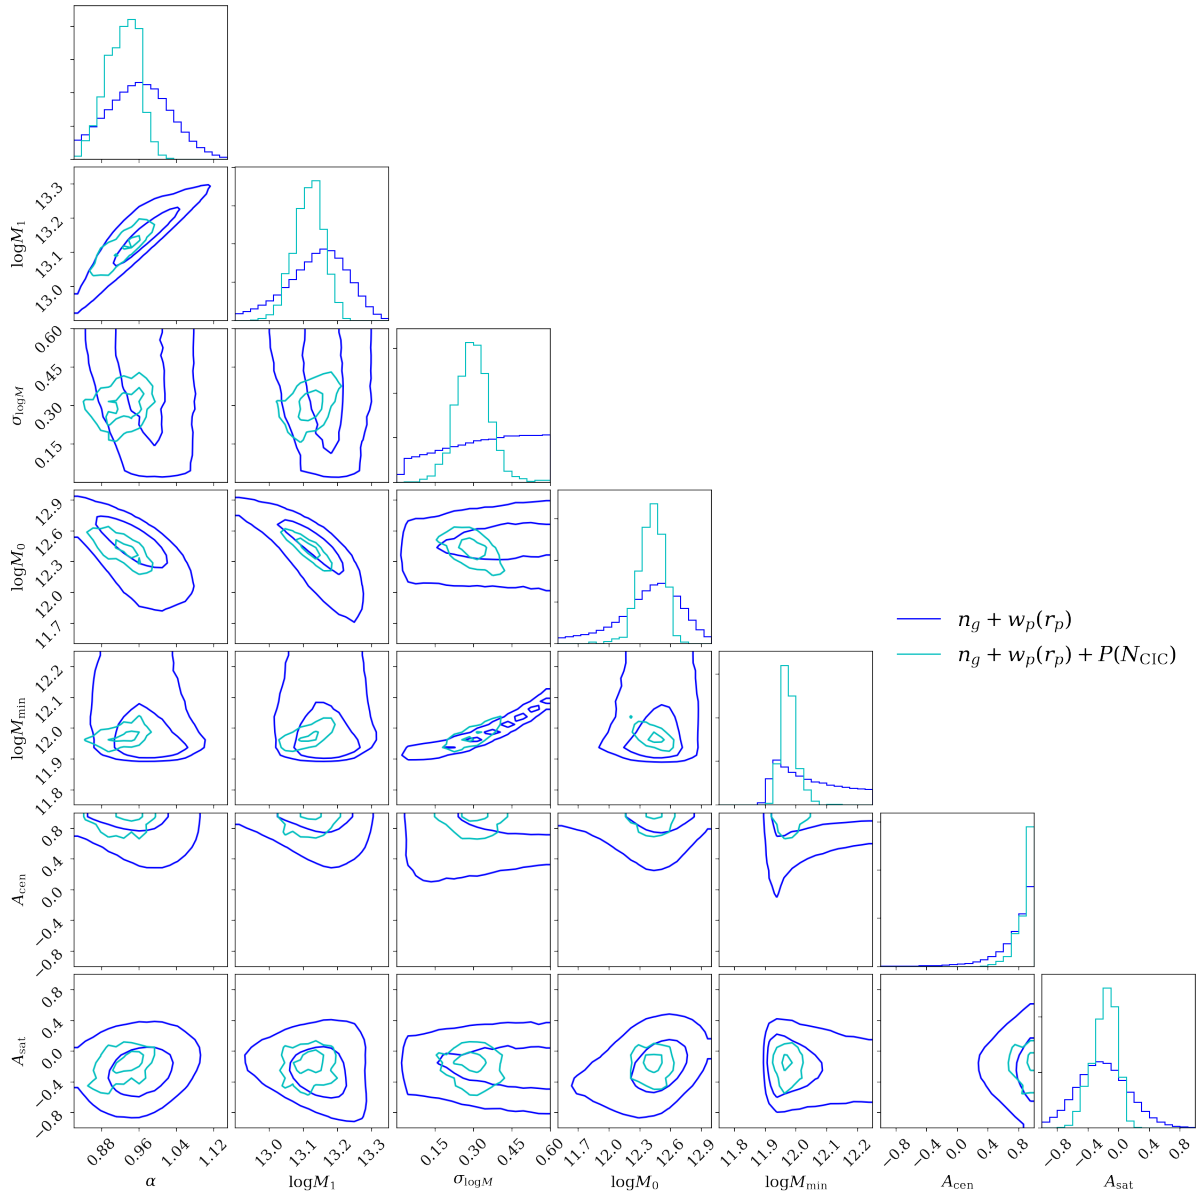 logM₁
13.3
13.2
13.1
13.0
σlogM
0.60
0.45
0.30
0.15
logM₀
12.9
12.6
12.3
12.0
11.7
n_g + w_p(r_p)
n_g + w_p(r_p) + P(N_CIC)
logM_min
12.2
12.1
12.0
11.9
11.8
A_cen
0.8
0.4
0.0
−0.4
−0.8
A_sat
0.8
0.4
0.0
−0.4
−0.8
0.88 0.96 1.04 1.12 13.0 13.1 13.2 13.3 0.15 0.30 0.45 0.60 11.7 12.0 12.3 12.6 12.9 11.8 11.9 12.0 12.1 12.2 −0.8 −0.4 0.0 0.4 0.8 −0.8 −0.4 0.0 0.4 0.8
α logM₁ σlogM logM₀ logM_min A_cen A_sat